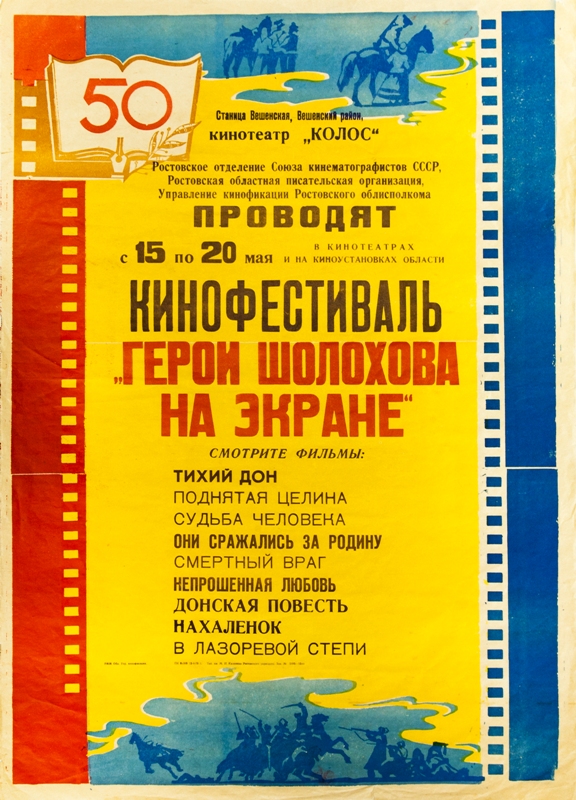 50
Станица Вешенская, Вешенский район,
кинотеатр „КОЛОС“
Ростовское отделение Союза кинематографистов СССР,
Ростовская областная писательская организация,
Управление кинофикации Ростовского облисполкома
ПРОВОДЯТ
с 15 по 20 мая
В КИНОТЕАТРАХ
И НА КИНОУСТАНОВКАХ ОБЛАСТИ
КИНОФЕСТИВАЛЬ
„ГЕРОИ ШОЛОХОВА
НА ЭКРАНЕ“
СМОТРИТЕ ФИЛЬМЫ:
ТИХИЙ ДОН
ПОДНЯТАЯ ЦЕЛИНА
СУДЬБА ЧЕЛОВЕКА
ОНИ СРАЖАЛИСЬ ЗА РОДИНУ
СМЕРТНЫЙ ВРАГ
НЕПРОШЕННАЯ ЛЮБОВЬ
ДОНСКАЯ ПОВЕСТЬ
НАХАЛЕНОК
В ЛАЗОРЕВОЙ СТЕПИ